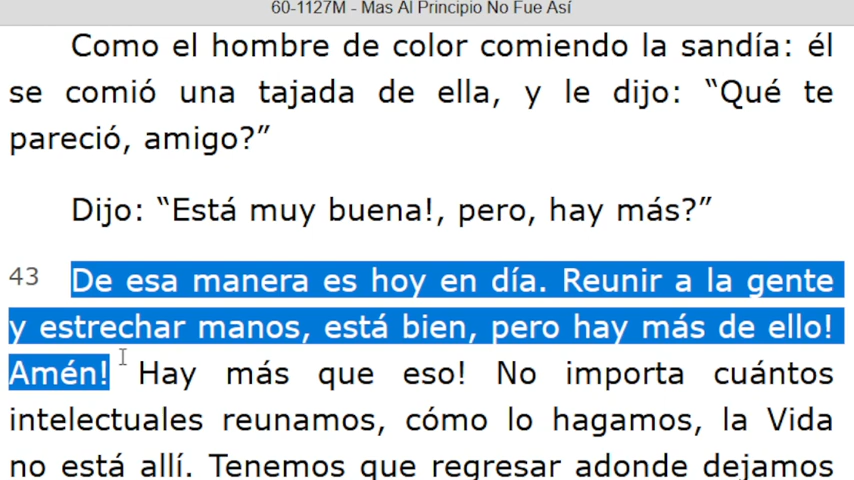 60-1127M - Mas Al Principio No Fue Así
Como el hombre de color comiendo la sandía: él
se comió una tajada de ella, y le dijo: “Qué te
pareció, amigo?”
Dijo: “Está muy buena!, pero, hay más?”
43 De esa manera es hoy en día. Reunir a la gente
y estrechar manos, está bien, pero hay más de ello!
Amén! Hay más que eso! No importa cuántos
intelectuales reunamos, cómo lo hagamos, la Vida
no está allí. Tenemos que regresar adonde dejamos